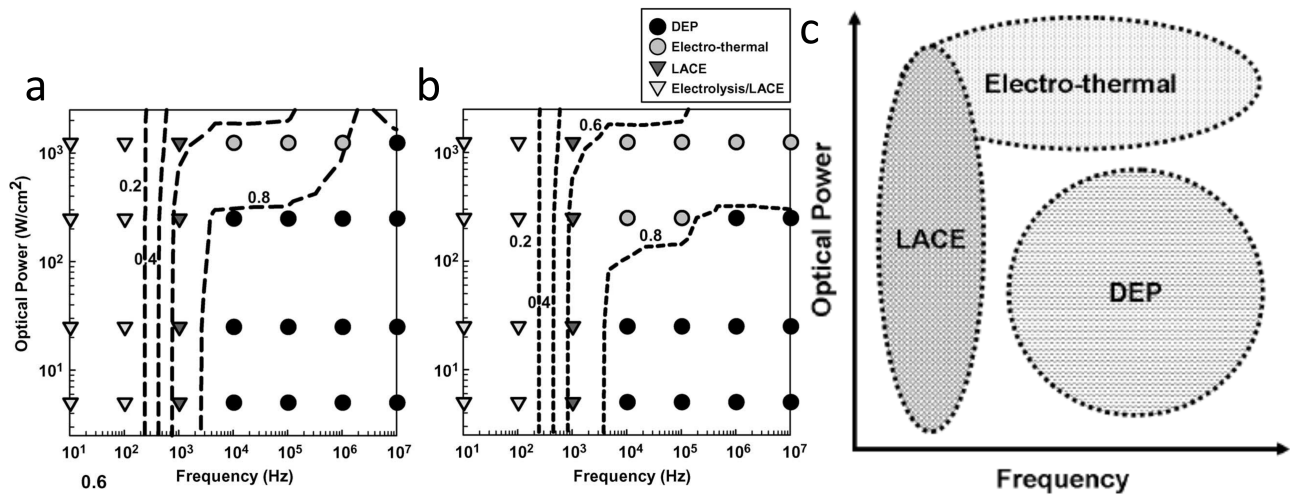 DEP
Electro-thermal
LACE
Electrolysis/LACE
a
Optical Power (W/cm²)
10³
10²
10¹
0.2
0.4
0.8
10¹ 10² 10³ 10⁴ 10⁵ 10⁶ 10⁷
Frequency (Hz)
0.6
b
10³
10²
10¹
0.6
0.2
0.4
0.8
10¹ 10² 10³ 10⁴ 10⁵ 10⁶ 10⁷
Frequency (Hz)
c
Optical Power
Electro-thermal
LACE
DEP
Frequency